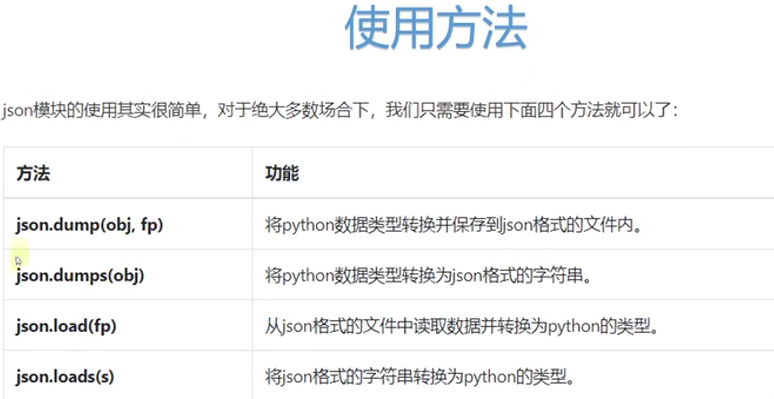 使用方法
json模块的使用其实很简单，对于绝大多数场合下，我们只需要使用下面四个方法就可以了：
方法 功能
json.dump(obj, fp) 将python数据类型转换并保存到json格式的文件内。
json.dumps(obj) 将python数据类型转换为json格式的字符串。
json.load(fp) 从json格式的文件中读取数据并转换为python的类型。
json.loads(s) 将json格式的字符串转换为python的类型。